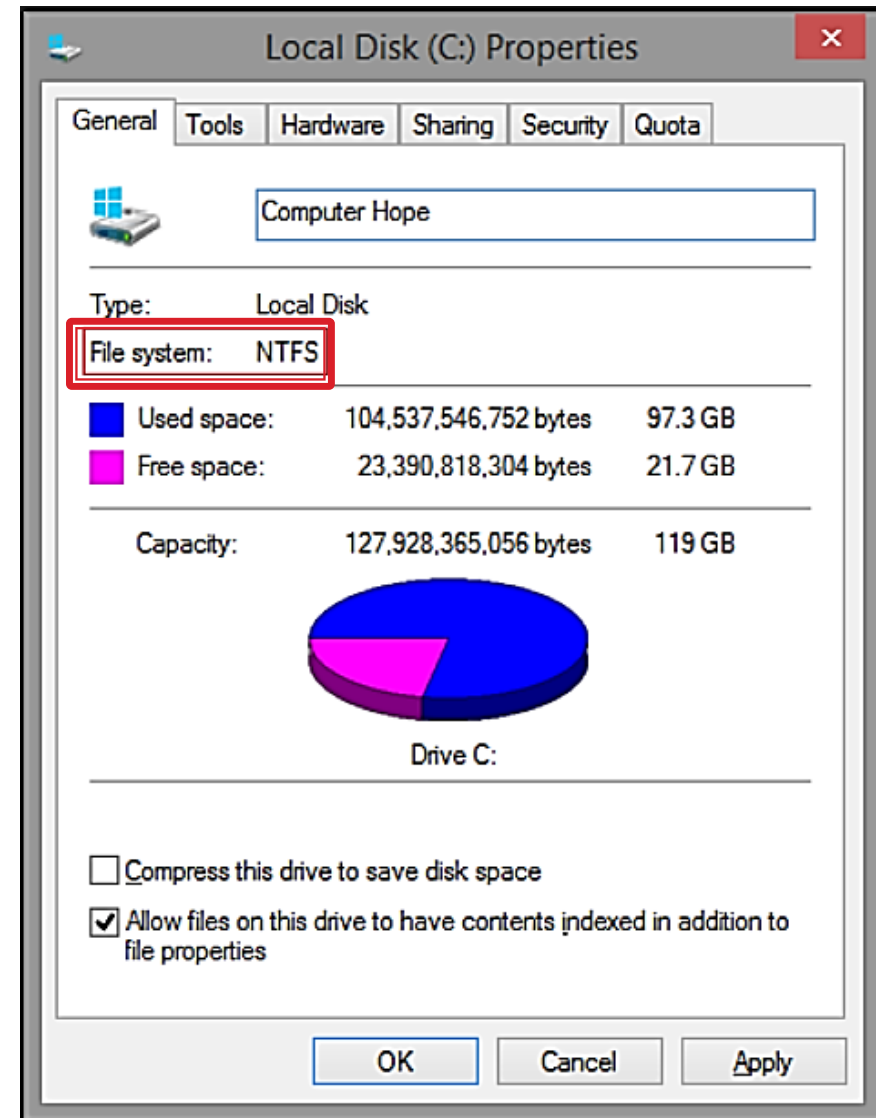 Local Disk (C:) Properties
General Tools Hardware Sharing Security Quota
Computer Hope
Type: Local Disk
File system: NTFS
Used space: 104,537,546,752 bytes 97.3 GB
Free space: 23,390,818,304 bytes 21.7 GB
Capacity: 127,928,365,056 bytes 119 GB
Drive C:
Compress this drive to save disk space
Allow files on this drive to have contents indexed in addition to
file properties
OK Cancel Apply